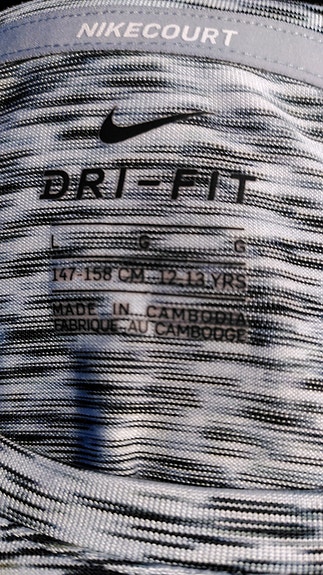 NIKECOURT
DRI-FIT
L G G
147-158 CM 12-13 YRS
MADE IN CAMBODIA
FABRIQUE AU CAMBODGE